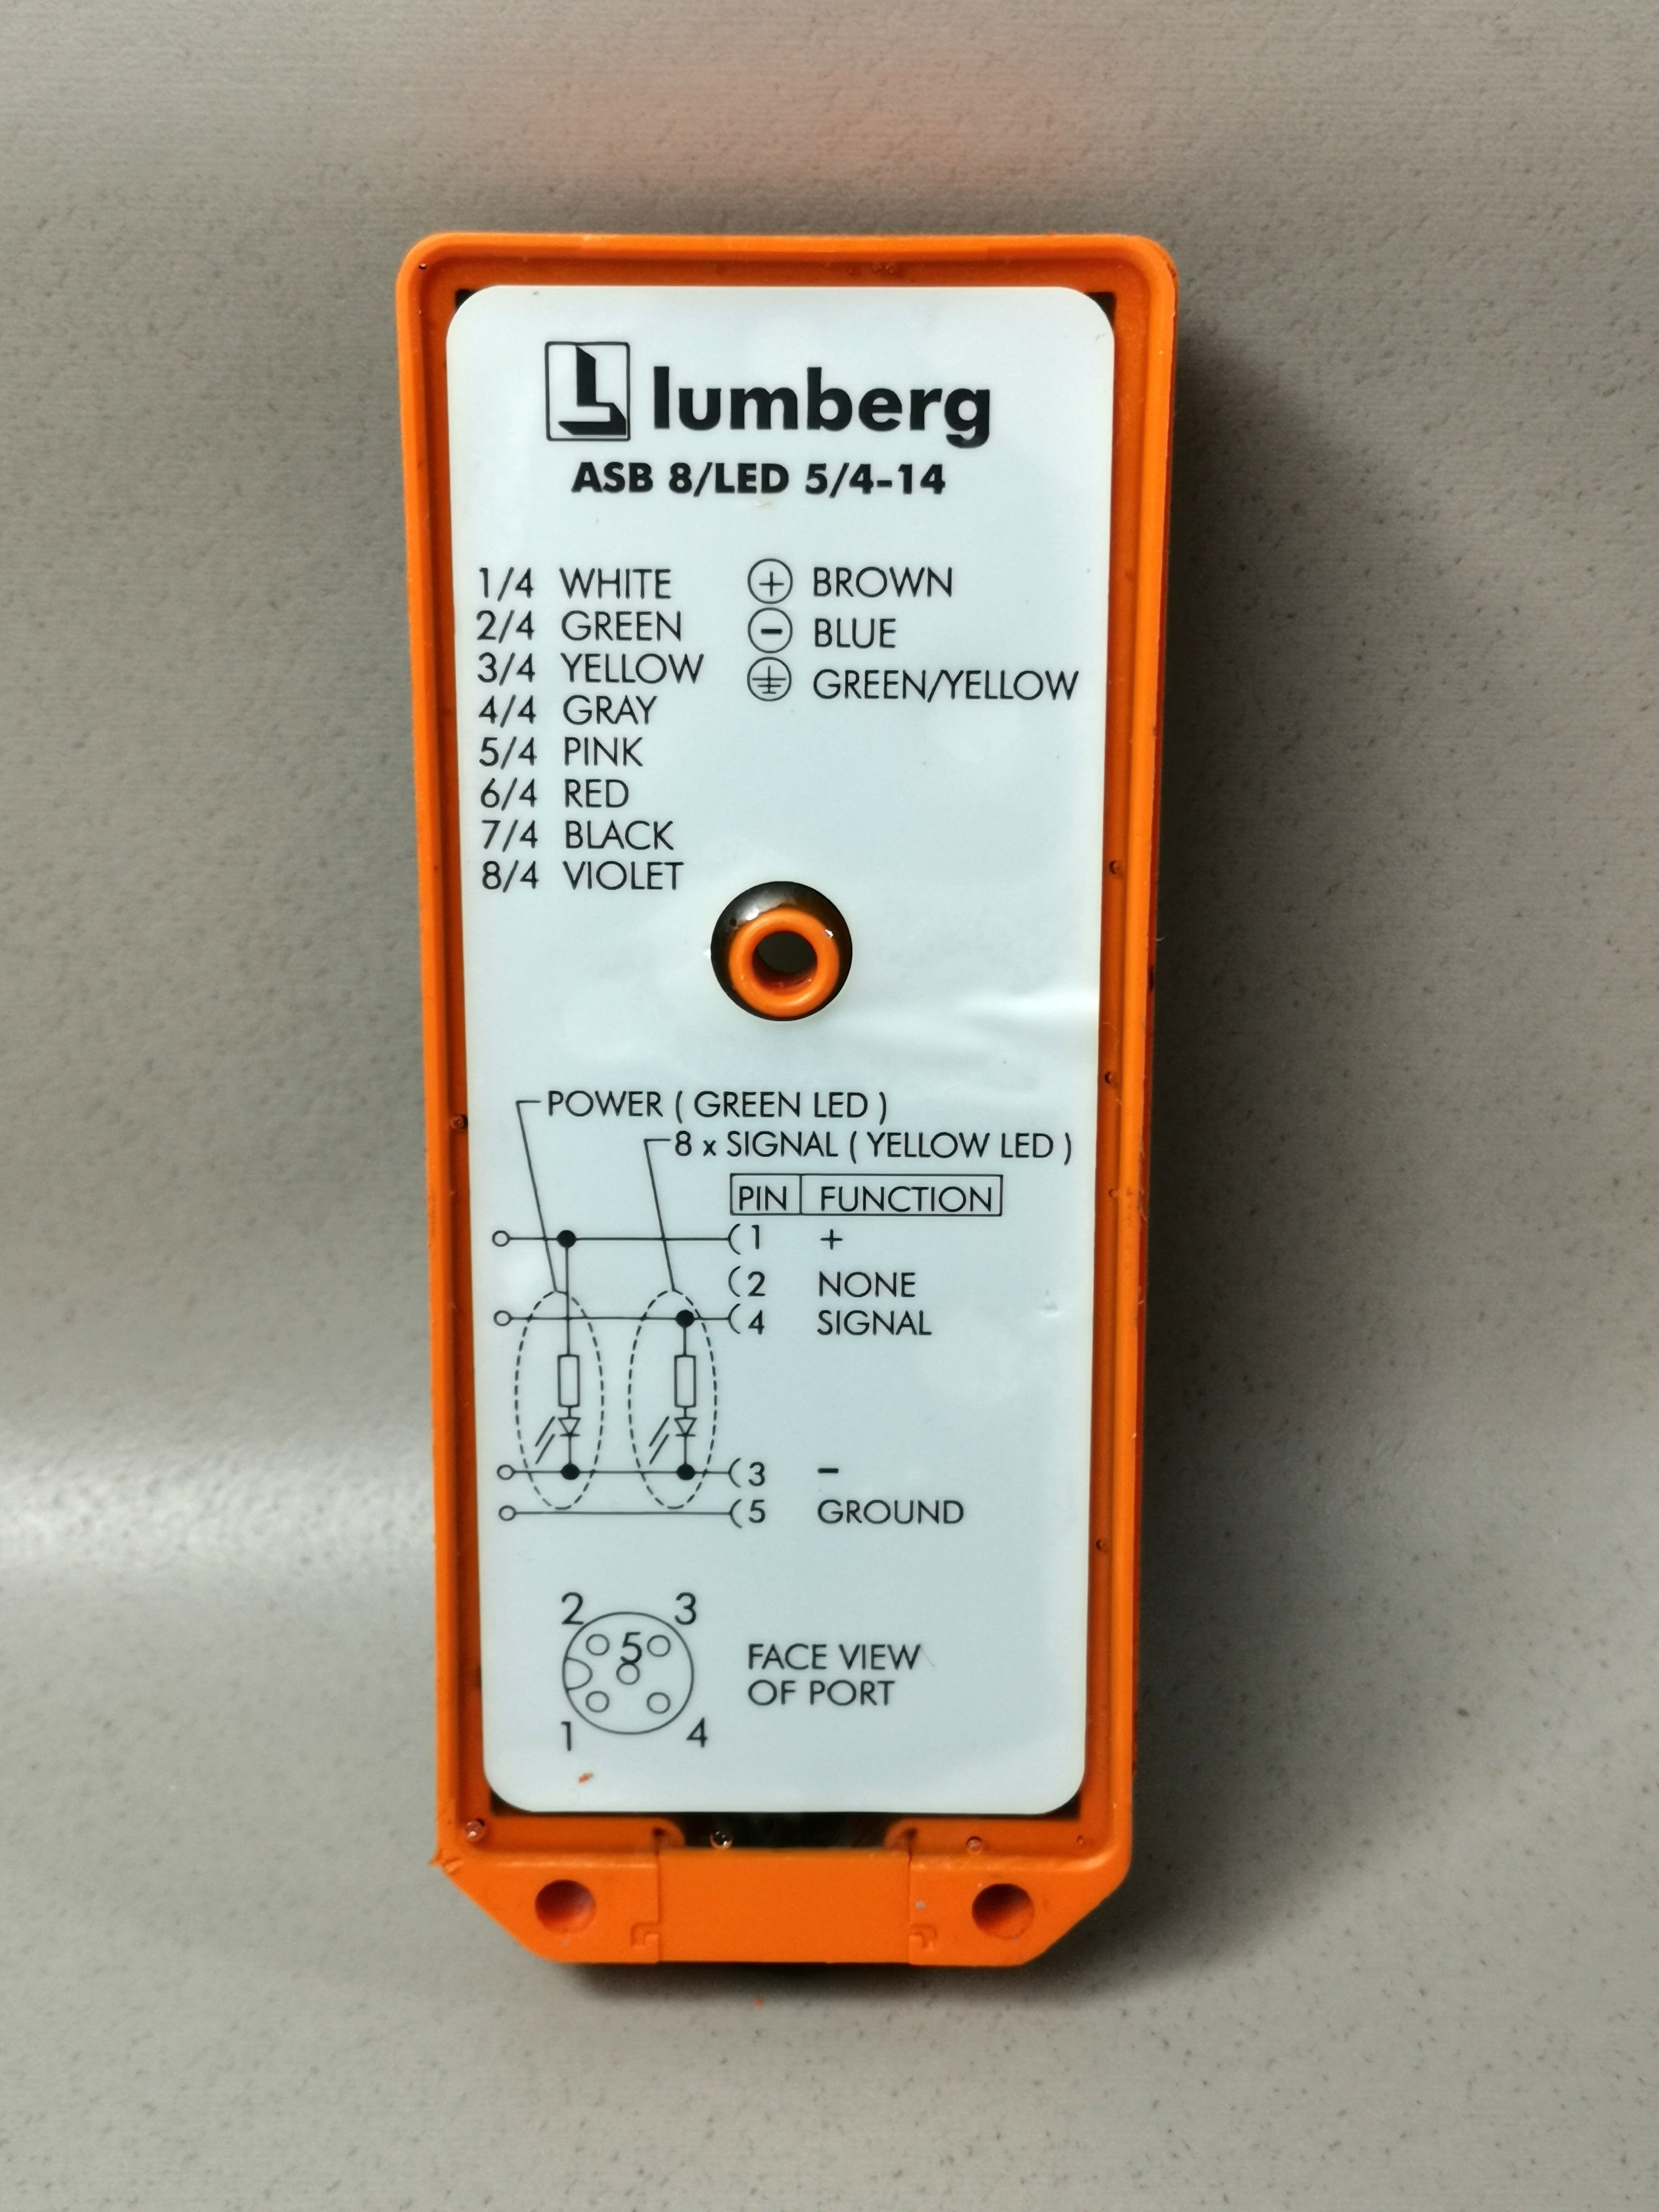 lumberg
ASB 8/LED 5/4-14
1/4 WHITE
2/4 GREEN
3/4 YELLOW
4/4 GRAY
5/4 PINK
6/4 RED
7/4 BLACK
8/4 VIOLET
+ BROWN
- BLUE
⏚ GREEN/YELLOW
POWER ( GREEN LED )
8 x SIGNAL ( YELLOW LED )
PIN FUNCTION
1 +
2 NONE
4 SIGNAL
3 -
5 GROUND
2 3
5
1 4
FACE VIEW
OF PORT